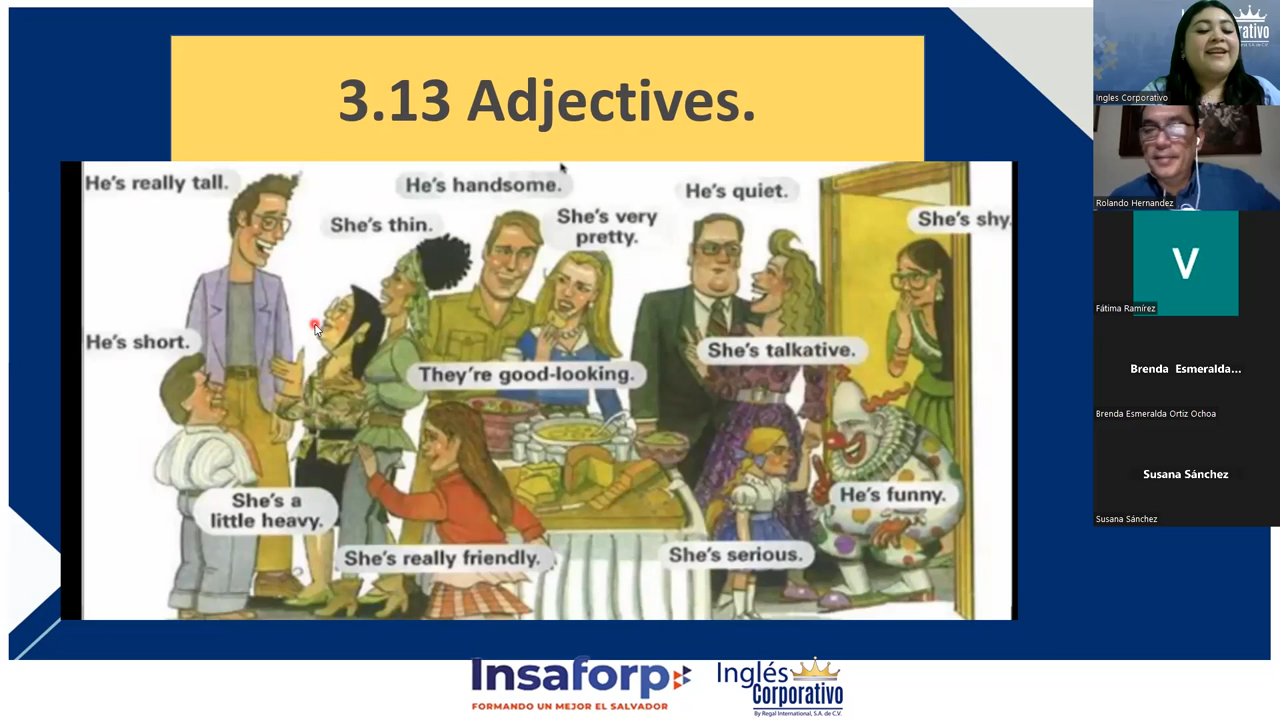 3.13 Adjectives.
He's really tall.
He's handsome.
He's quiet.
She's thin.
She's very
pretty.
She's shy.
He's short.
She's talkative.
They're good-looking.
She's a
little heavy.
He's funny.
She's really friendly.
She's serious.
Insaforp
FORMANDO UN MEJOR EL SALVADOR
Inglés
Corporativo
By Regal International, S.A. de C.V.
Ingles Corporativo
Rolando Hernandez
V
Fátima Ramírez
Brenda Esmeralda...
Brenda Esmeralda Ortiz Ochoa
Susana Sánchez
Susana Sánchez